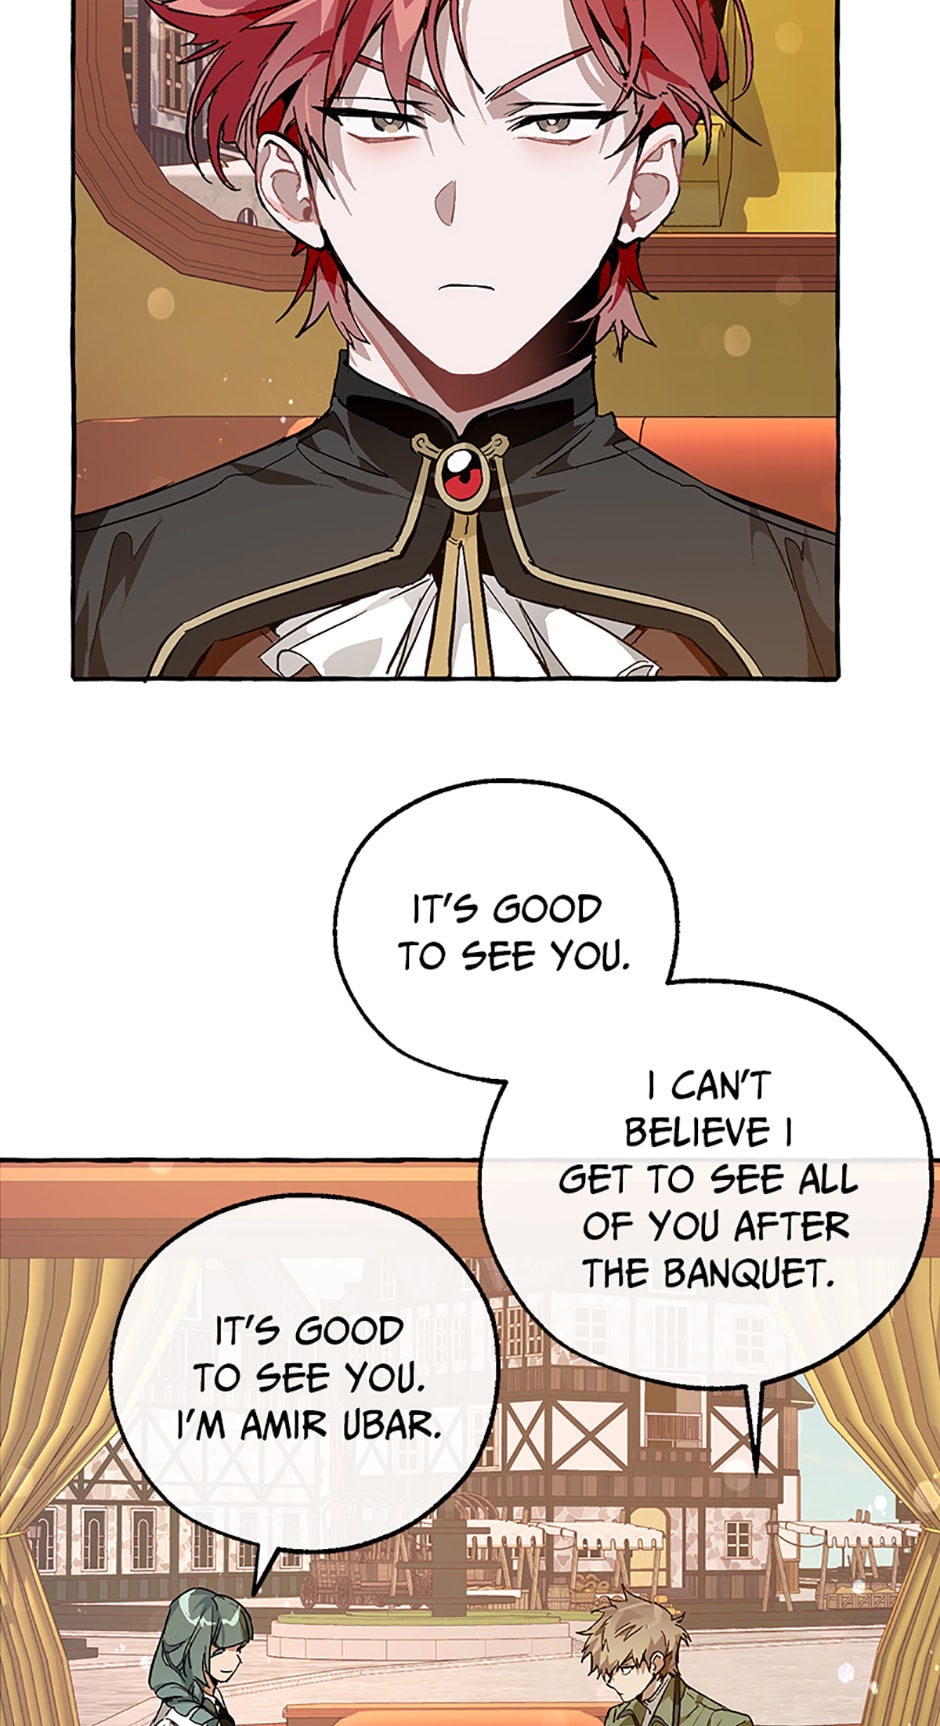 IT'S GOOD
TO SEE YOU.
I CAN'T
BELIEVE I
GET TO SEE ALL
OF YOU AFTER
THE BANQUET.
IT'S GOOD
TO SEE YOU.
I'M AMIR UBAR.